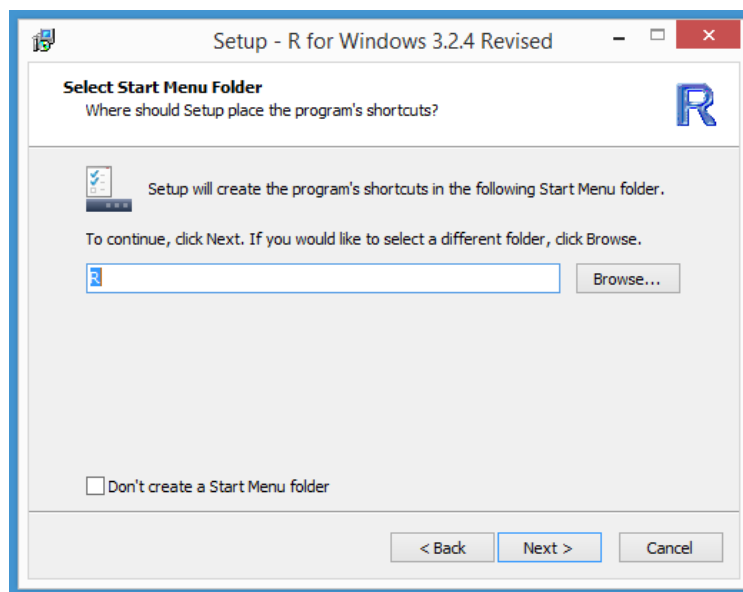 Setup - R for Windows 3.2.4 Revised
Select Start Menu Folder
Where should Setup place the program's shortcuts?
R
Setup will create the program's shortcuts in the following Start Menu folder.
To continue, click Next. If you would like to select a different folder, click Browse.
R
Browse...
Don't create a Start Menu folder
< Back
Next >
Cancel